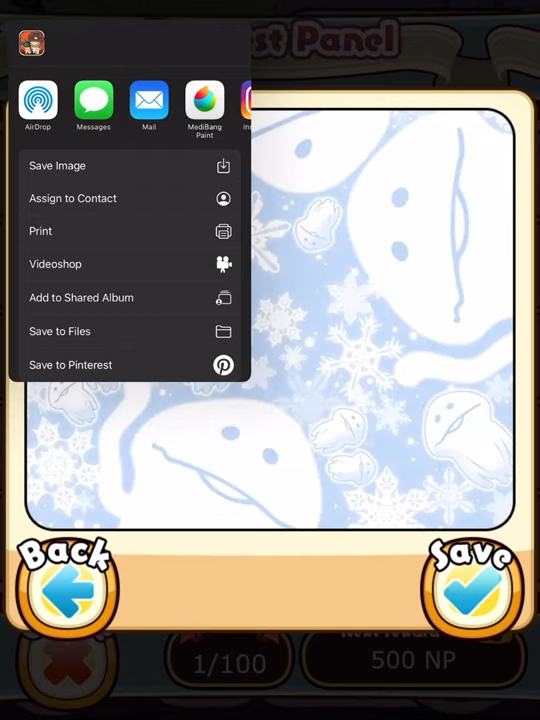 st Panel
AirDrop
Messages
Mail
MediBang
Paint
Save Image
Assign to Contact
Print
Videoshop
Add to Shared Album
Save to Files
Save to Pinterest
Back
Save
1/100
500 NP